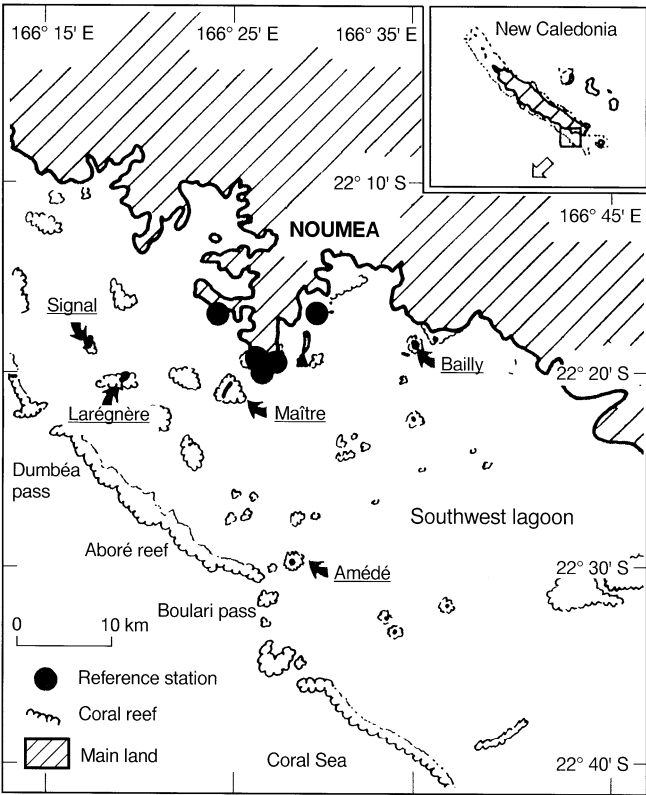 166° 15' E
166° 25' E
166° 35' E
New Caledonia
22° 10' S
166° 45' E
NOUMEA
Signal
Bailly
22° 20' S
Larégnère
Maître
Dumbéa
pass
Southwest lagoon
Aboré reef
Amédé
22° 30' S
Boulari pass
0
10 km
Reference station
Coral reef
Main land
Coral Sea
22° 40' S